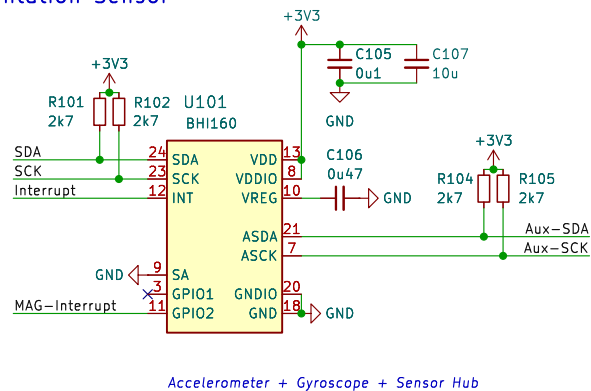 ntation Sensor
+3V3
C105
0u1
C107
10u
GND
+3V3
R101
2k7
R102
2k7
U101
BHI160
SDA
SCK
Interrupt
24
23
12
SDA
SCK
INT
VDD
VDDIO
VREG
13
8
10
C106
0u47
GND
+3V3
R104
2k7
R105
2k7
ASDA
ASCK
21
7
Aux-SDA
Aux-SCK
GND
9
3
11
SA
GPIO1
GPIO2
MAG-Interrupt
GNDIO
GND
20
18
GND
Accelerometer + Gyroscope + Sensor Hub